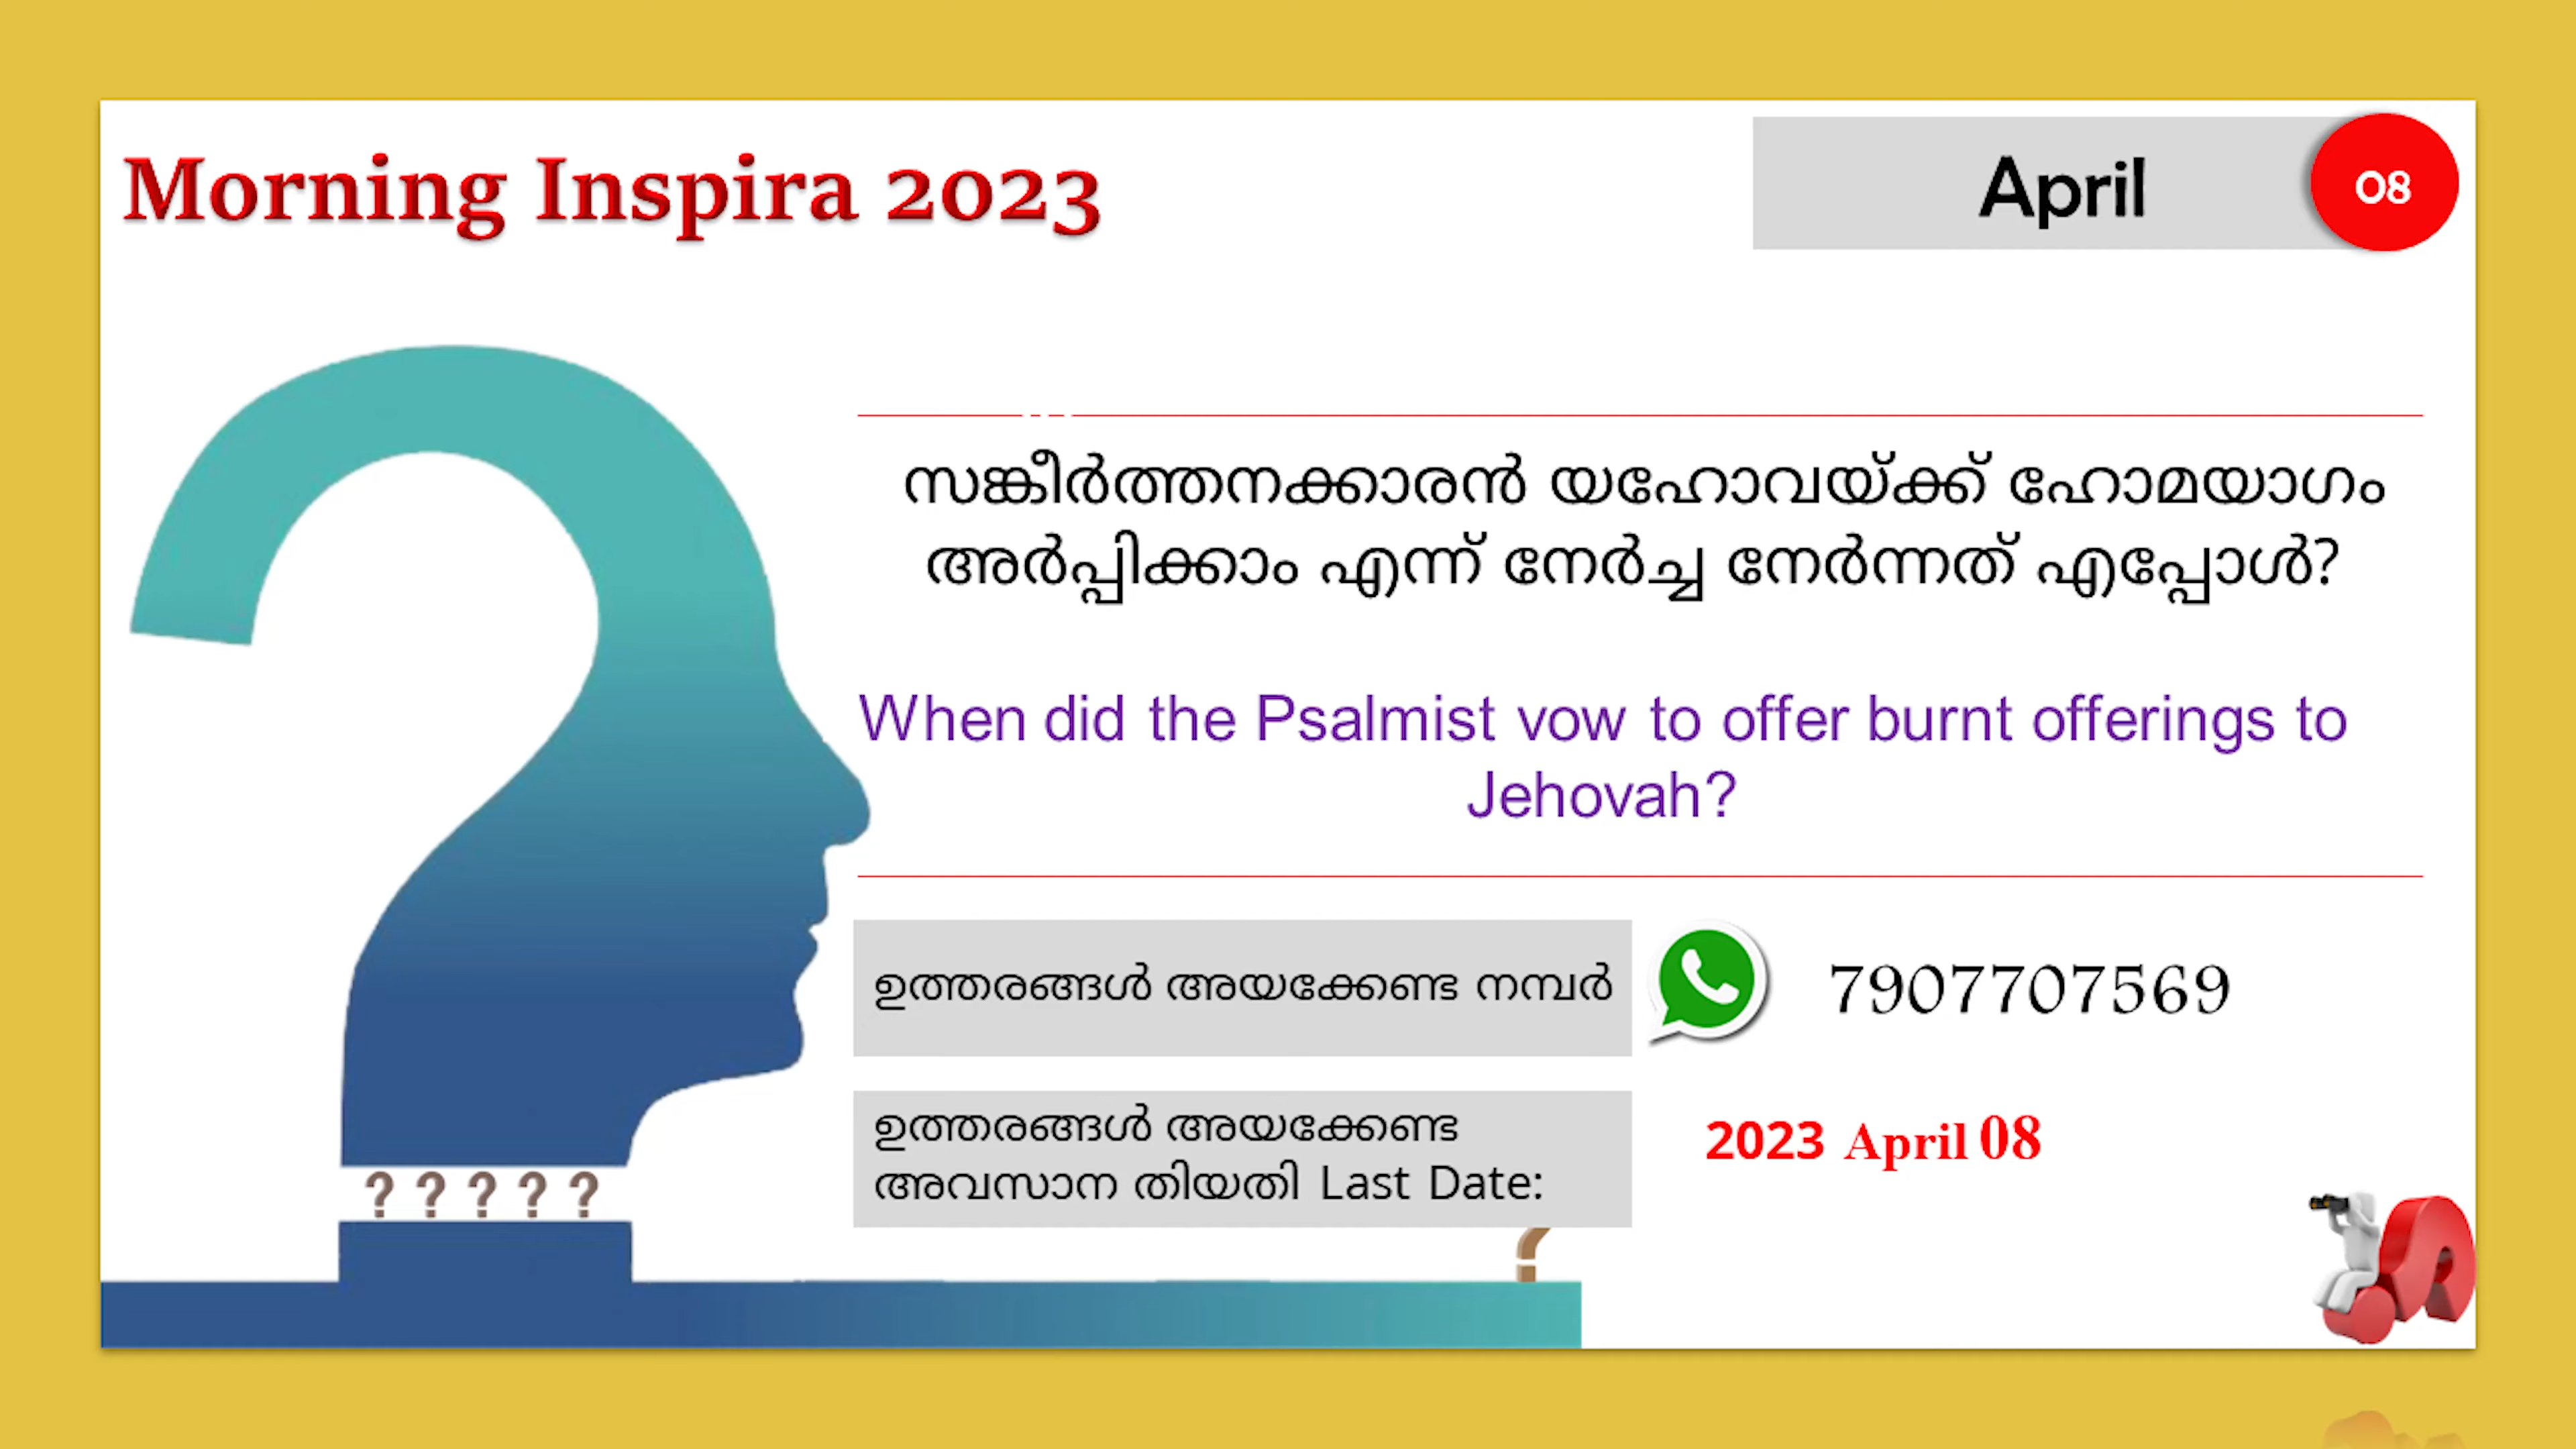 Morning Inspira 2023
April
08
സങ്കീർത്തനക്കാരൻ യഹോവയ്ക്ക് ഹോമയാഗം
അർപ്പിക്കാം എന്ന് നേർച്ച നേർന്നത് എപ്പോൾ?
When did the Psalmist vow to offer burnt offerings to
Jehovah?
ഉത്തരങ്ങൾ അയക്കേണ്ട നമ്പർ
7907707569
ഉത്തരങ്ങൾ അയക്കേണ്ട
അവസാന തിയതി Last Date:
2023 April 08
? ? ? ? ?